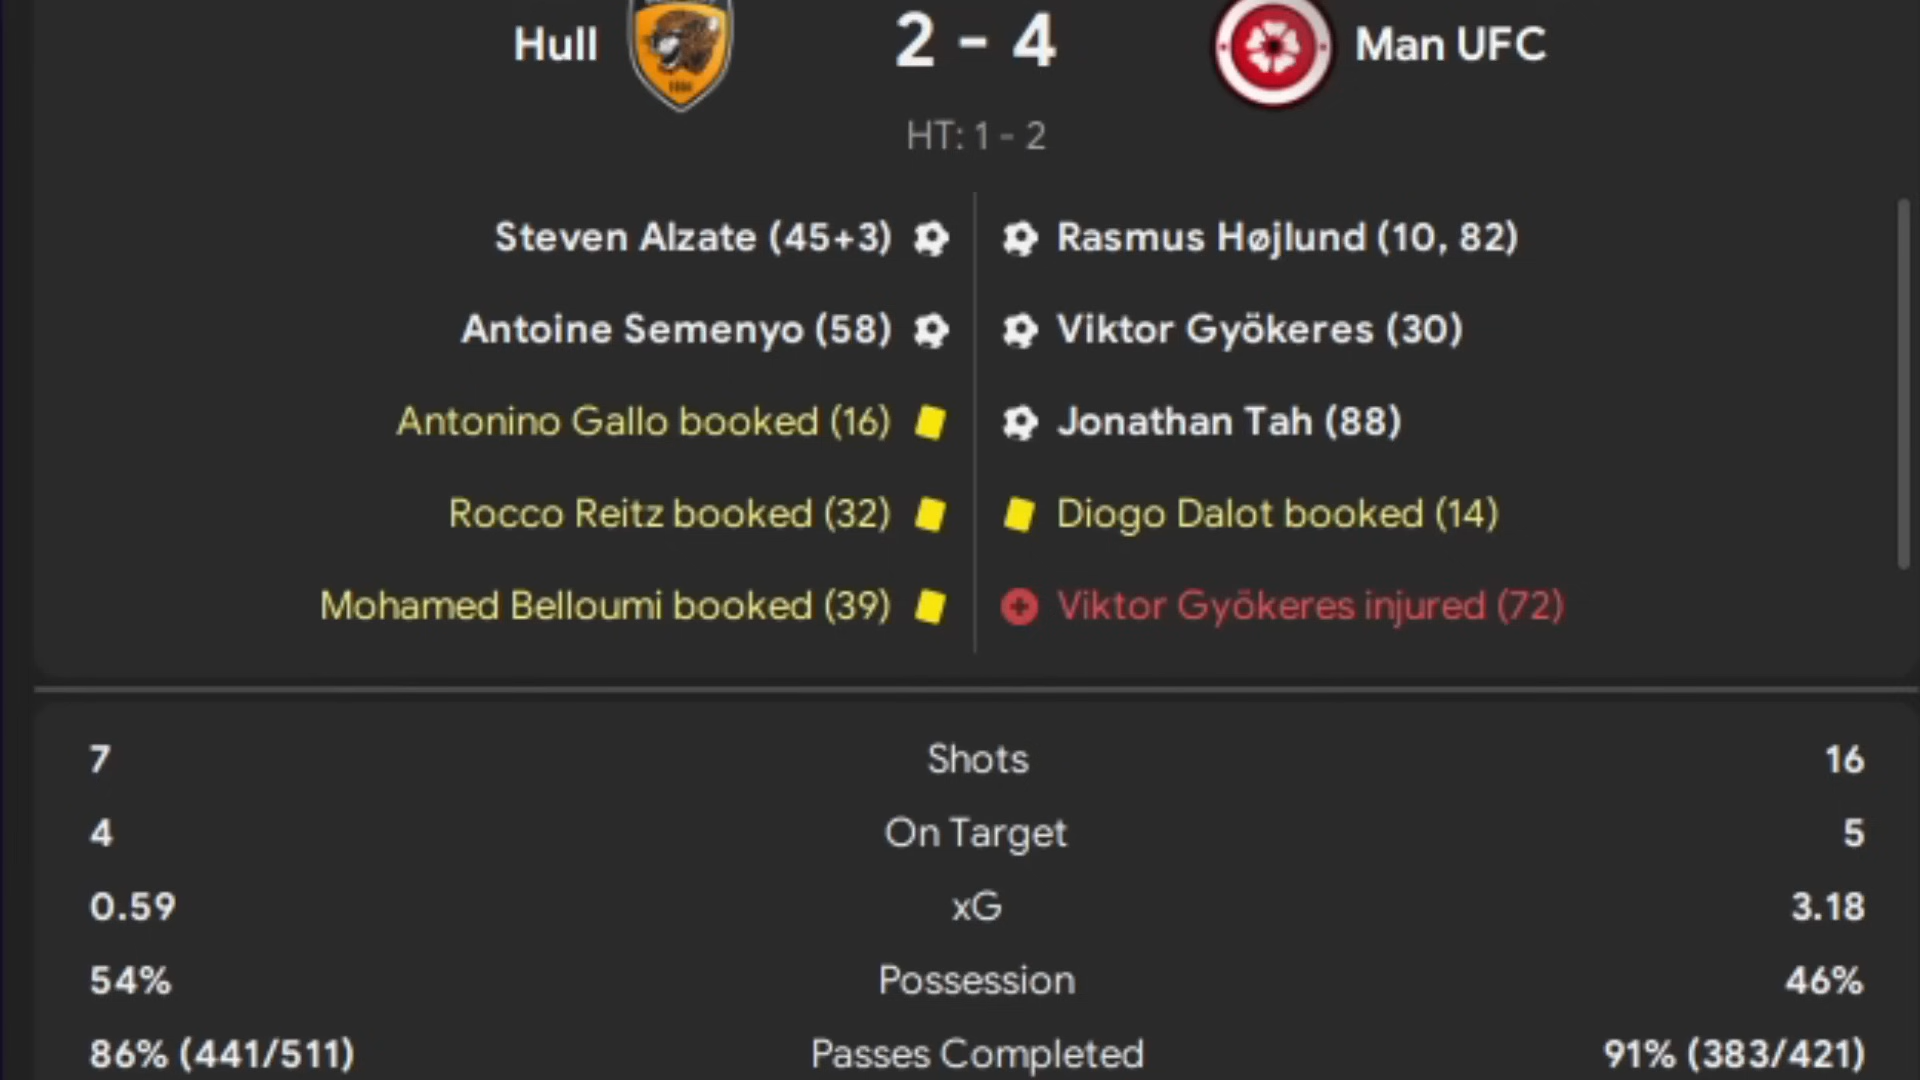 Hull 2 - 4 Man UFC
HT: 1 - 2
Steven Alzate (45+3) Rasmus Højlund (10, 82)
Antoine Semenyo (58) Viktor Gyökeres (30)
Antonino Gallo booked (16) Jonathan Tah (88)
Rocco Reitz booked (32) Diogo Dalot booked (14)
Mohamed Belloumi booked (39) Viktor Gyökeres injured (72)
7 Shots 16
4 On Target 5
0.59 xG 3.18
54% Possession 46%
86% (441/511) Passes Completed 91% (383/421)